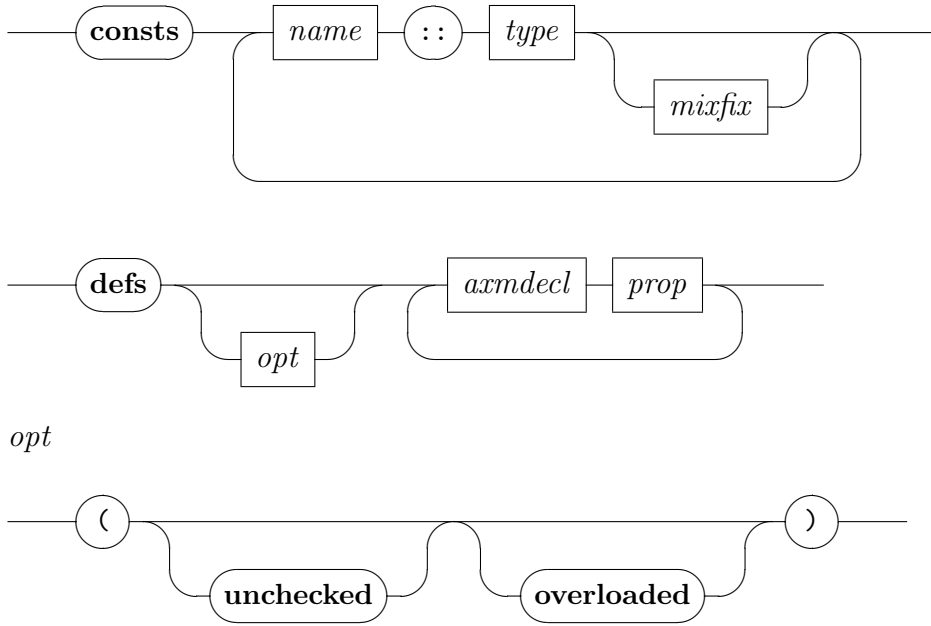 consts name :: type
mixfix
defs axmdecl prop
opt
opt
( )
unchecked overloaded